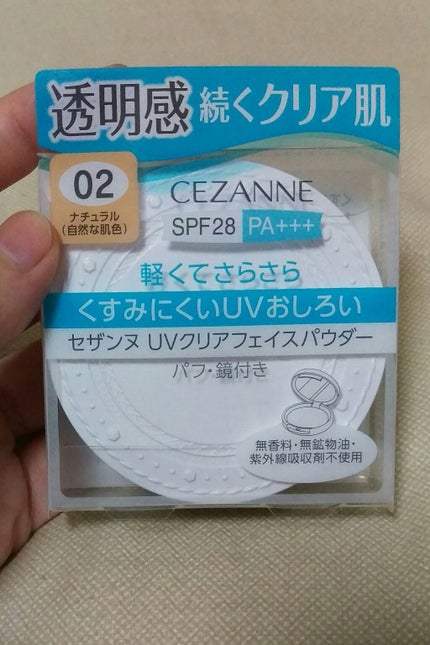 透明感 続くクリア肌
02
ナチュラル
(自然な肌色)
CEZANNE
SPF28 PA+++
軽くてさらさら
くすみにくいUVおしろい
セザンヌ UVクリアフェイスパウダー
パフ・鏡付き
無香料・無鉱物油・
紫外線吸収剤不使用